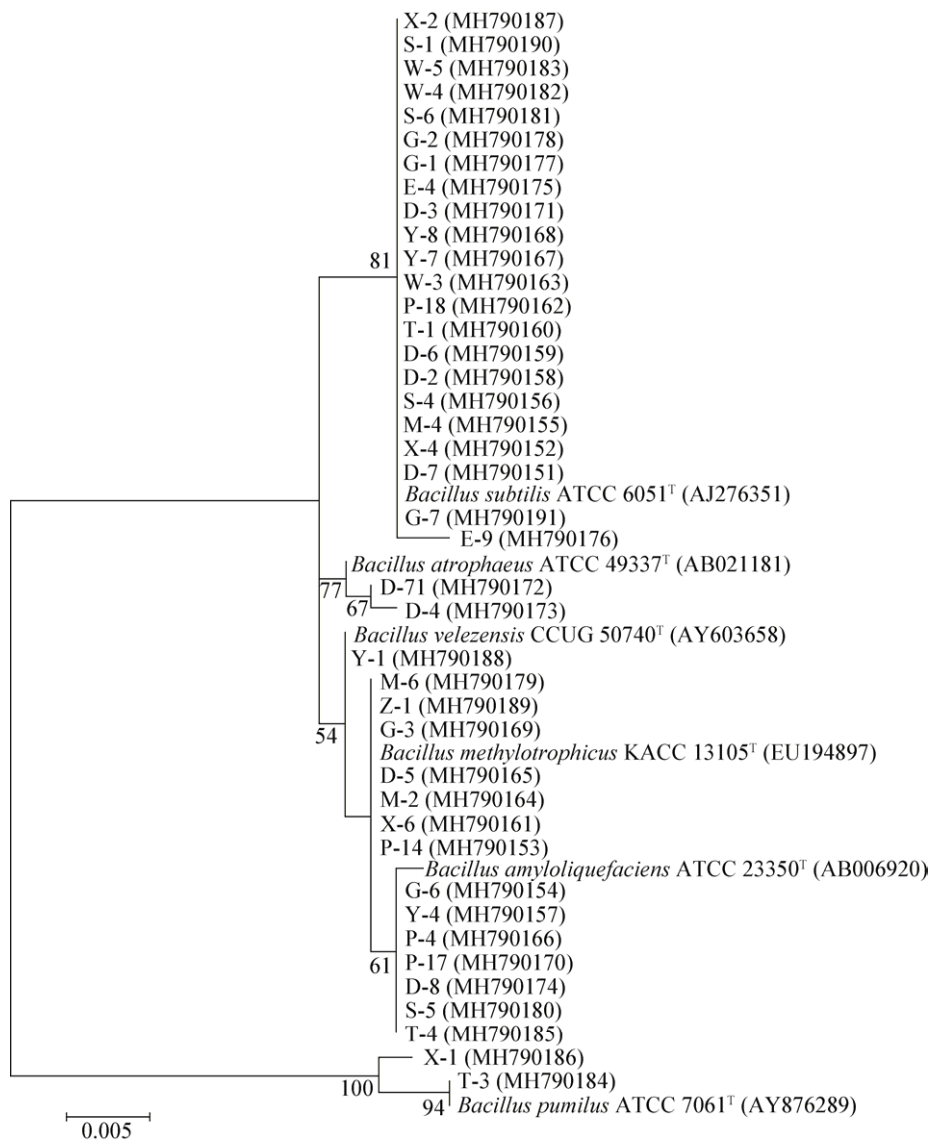 X-2 (MH790187)
S-1 (MH790190)
W-5 (MH790183)
W-4 (MH790182)
S-6 (MH790181)
G-2 (MH790178)
G-1 (MH790177)
E-4 (MH790175)
D-3 (MH790171)
Y-8 (MH790168)
81
Y-7 (MH790167)
W-3 (MH790163)
P-18 (MH790162)
T-1 (MH790160)
D-6 (MH790159)
D-2 (MH790158)
S-4 (MH790156)
M-4 (MH790155)
X-4 (MH790152)
D-7 (MH790151)
Bacillus subtilis ATCC 6051ᵀ (AJ276351)
G-7 (MH790191)
E-9 (MH790176)
Bacillus atrophaeus ATCC 49337ᵀ (AB021181)
77
D-71 (MH790172)
67
D-4 (MH790173)
Bacillus velezensis CCUG 50740ᵀ (AY603658)
Y-1 (MH790188)
M-6 (MH790179)
Z-1 (MH790189)
G-3 (MH790169)
54
Bacillus methylotrophicus KACC 13105ᵀ (EU194897)
D-5 (MH790165)
M-2 (MH790164)
X-6 (MH790161)
P-14 (MH790153)
Bacillus amyloliquefaciens ATCC 23350ᵀ (AB006920)
G-6 (MH790154)
Y-4 (MH790157)
P-4 (MH790166)
61
P-17 (MH790170)
D-8 (MH790174)
S-5 (MH790180)
T-4 (MH790185)
X-1 (MH790186)
100
T-3 (MH790184)
94
Bacillus pumilus ATCC 7061ᵀ (AY876289)
0.005